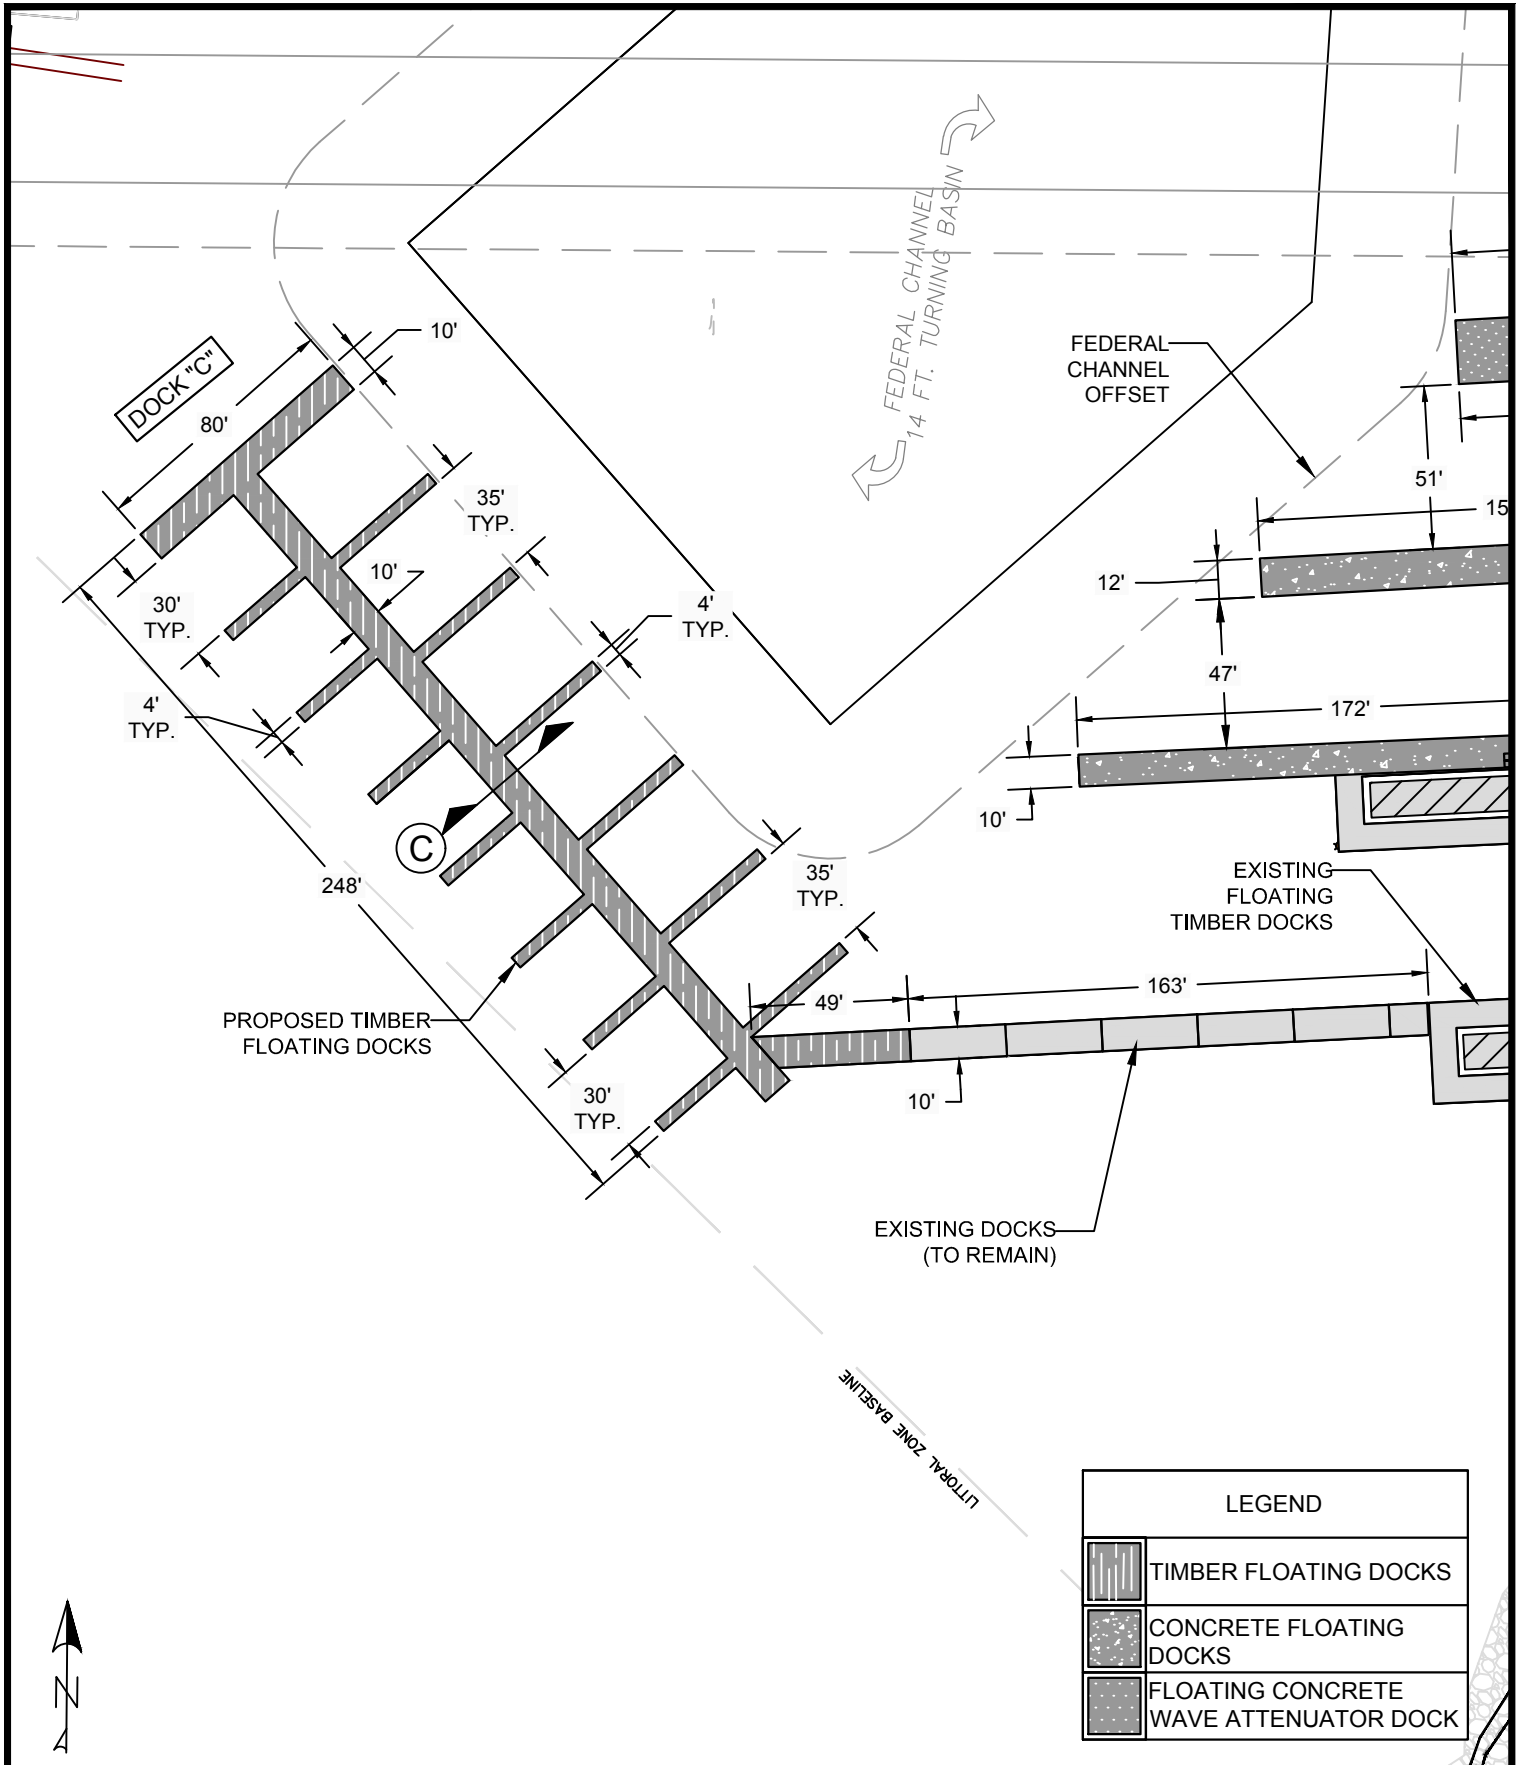 FEDERAL CHANNEL
14 FT. TURNING BASIN
10'
DOCK "C"
80'
FEDERAL
CHANNEL
OFFSET
51'
35'
TYP.
15
10'
12'
30'
TYP.
4'
TYP.
47'
4'
TYP.
172'
10'
C
248'
35'
TYP.
EXISTING
FLOATING
TIMBER DOCKS
163'
49'
PROPOSED TIMBER
FLOATING DOCKS
30'
TYP.
10'
EXISTING DOCKS
(TO REMAIN)
LITTORAL ZONE BASELINE
LEGEND
TIMBER FLOATING DOCKS
CONCRETE FLOATING
DOCKS
FLOATING CONCRETE
WAVE ATTENUATOR DOCK
N